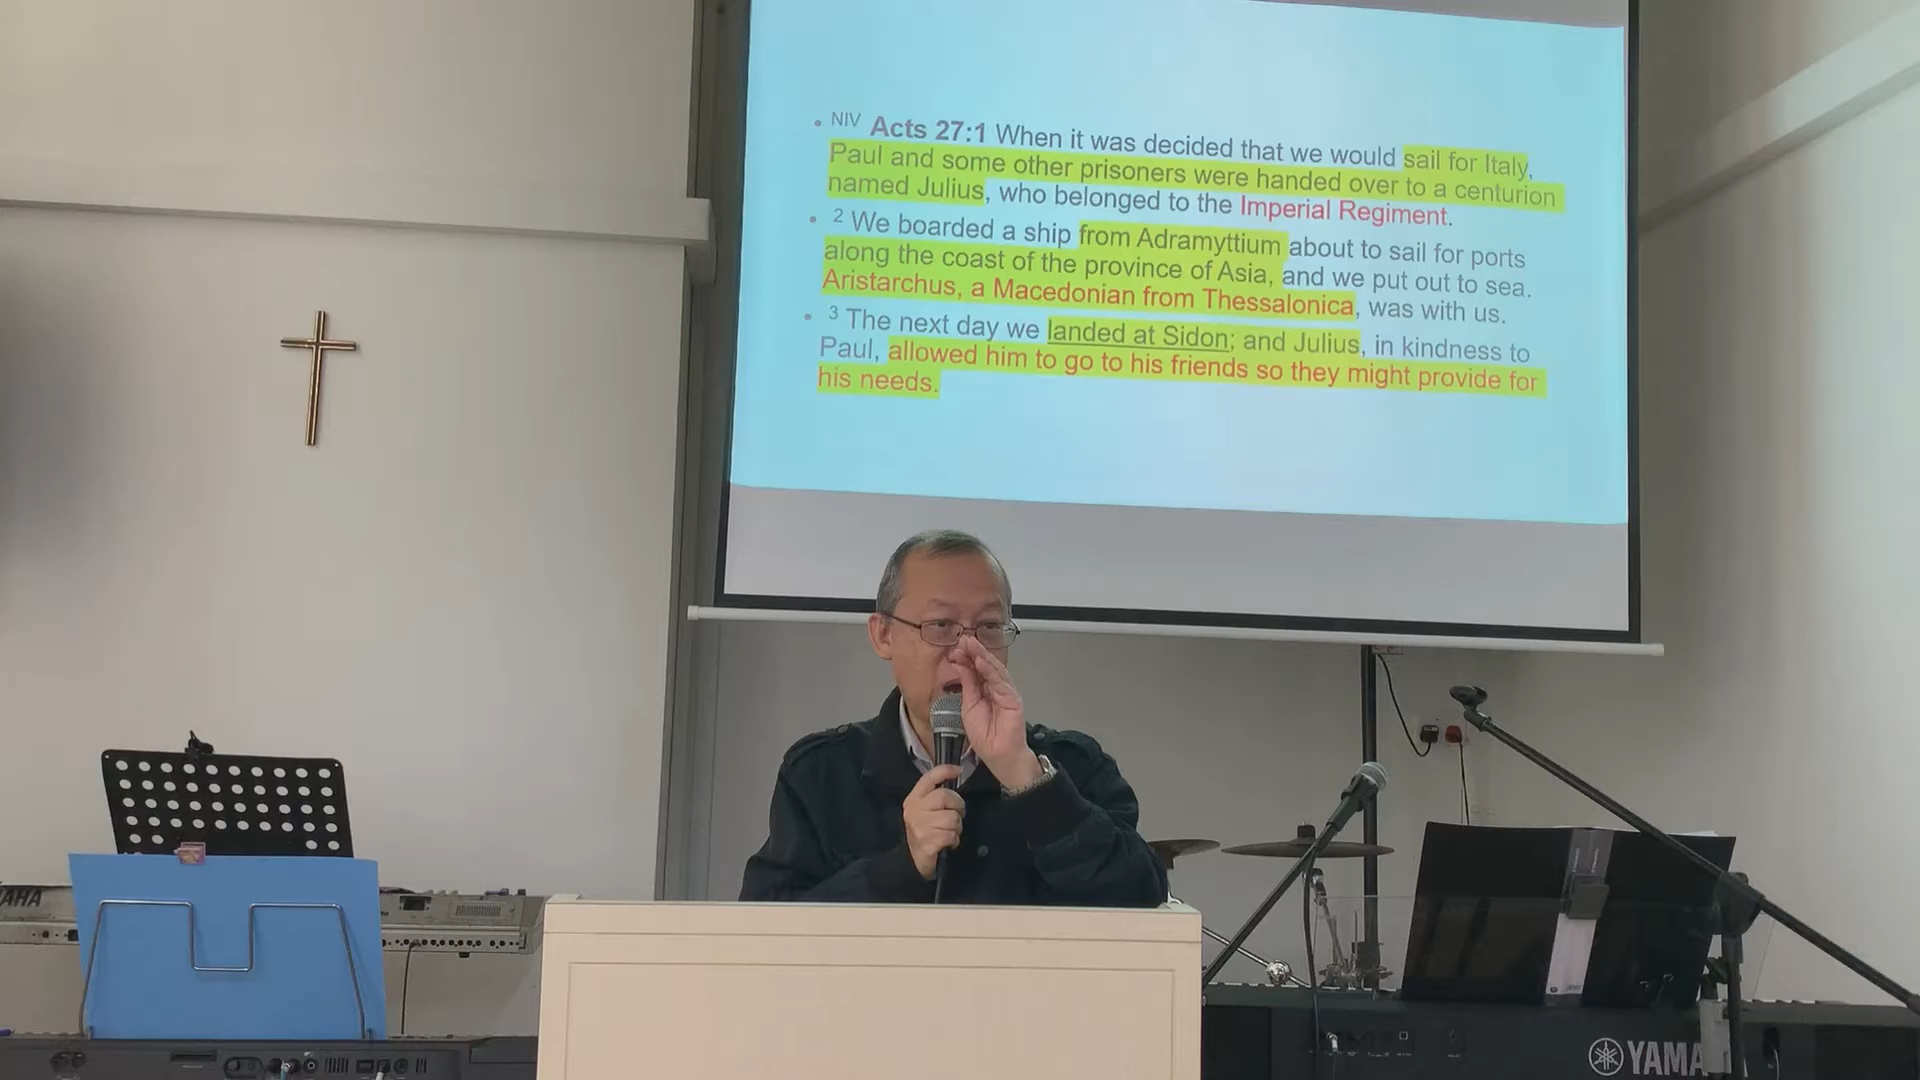 • NIV Acts 27:1 When it was decided that we would sail for Italy,
Paul and some other prisoners were handed over to a centurion
named Julius, who belonged to the Imperial Regiment.
• 2 We boarded a ship from Adramyttium about to sail for ports
along the coast of the province of Asia, and we put out to sea.
Aristarchus, a Macedonian from Thessalonica, was with us.
• 3 The next day we landed at Sidon; and Julius, in kindness to
Paul, allowed him to go to his friends so they might provide for
his needs.
AHA
YAMA